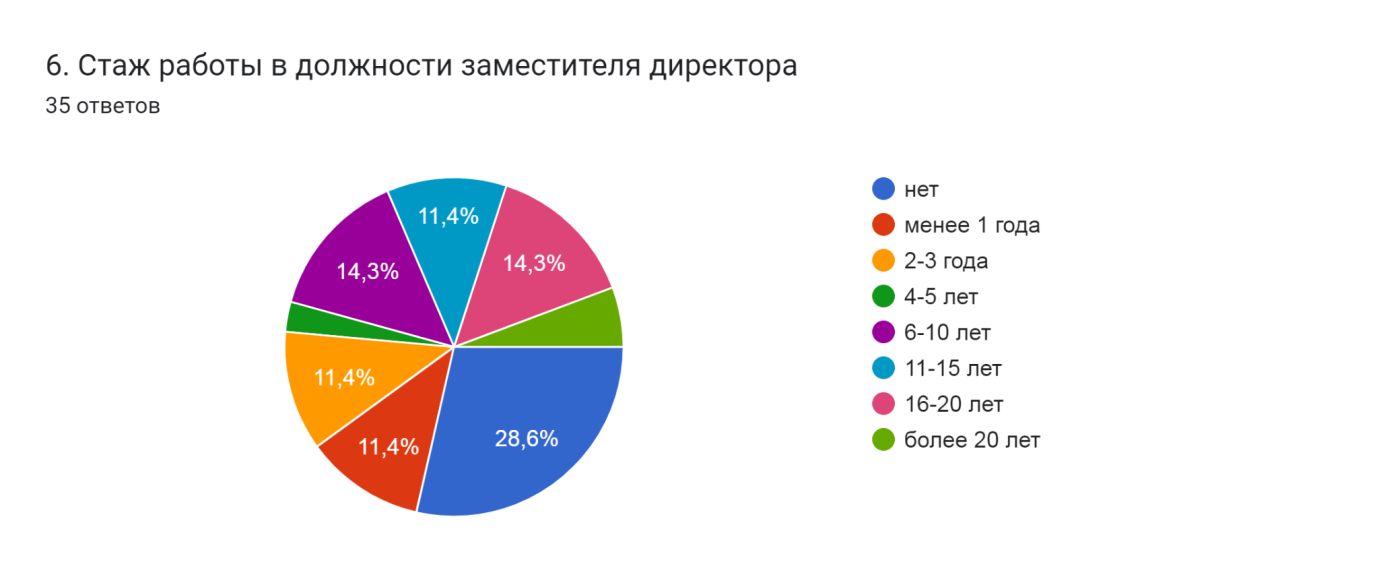 6. Стаж работы в должности заместителя директора
35 ответов
11,4%
14,3%
14,3%
11,4%
11,4%
28,6%
нет
менее 1 года
2-3 года
4-5 лет
6-10 лет
11-15 лет
16-20 лет
более 20 лет